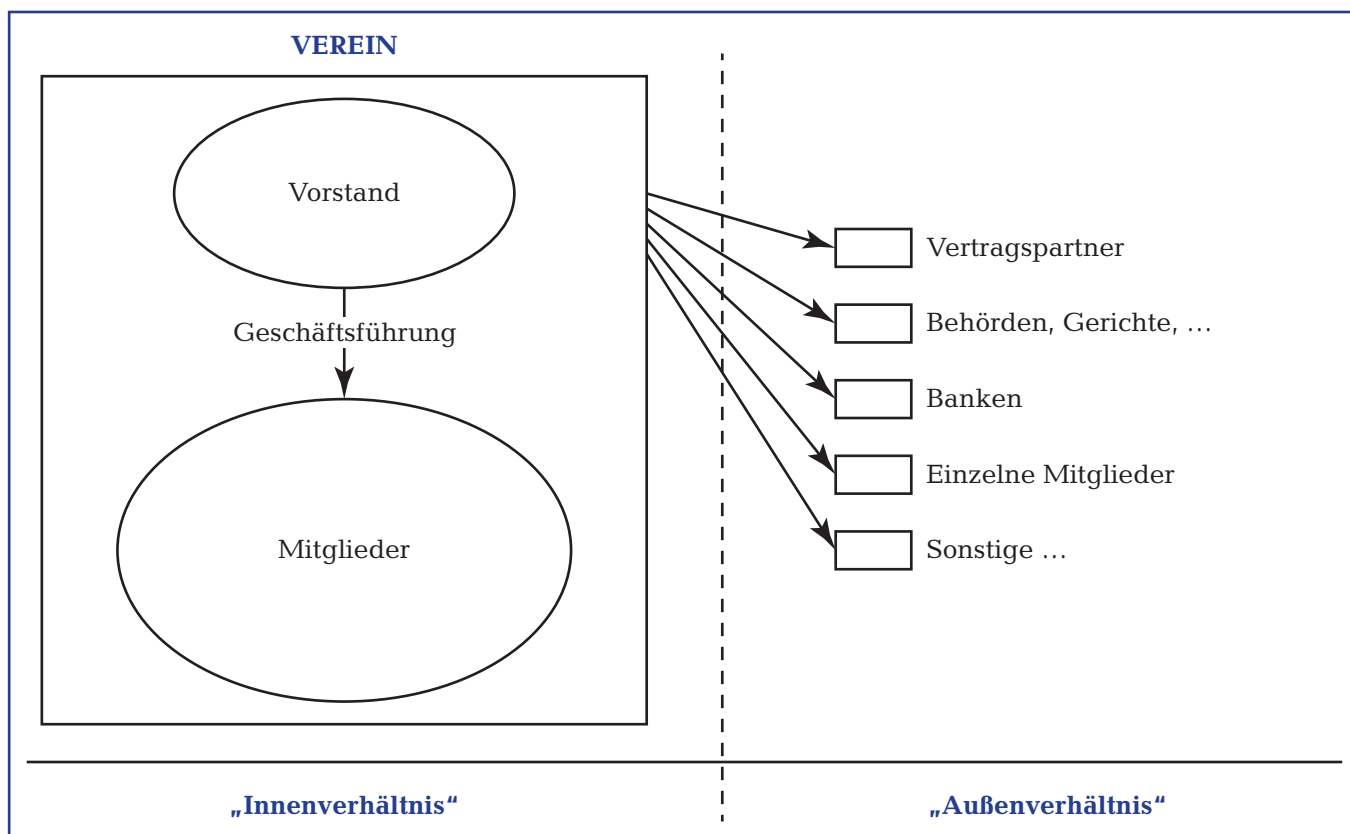 VEREIN
Vorstand
Geschäftsführung
Mitglieder
Vertragspartner
Behörden, Gerichte, …
Banken
Einzelne Mitglieder
Sonstige …
„Innenverhältnis“
„Außenverhältnis“